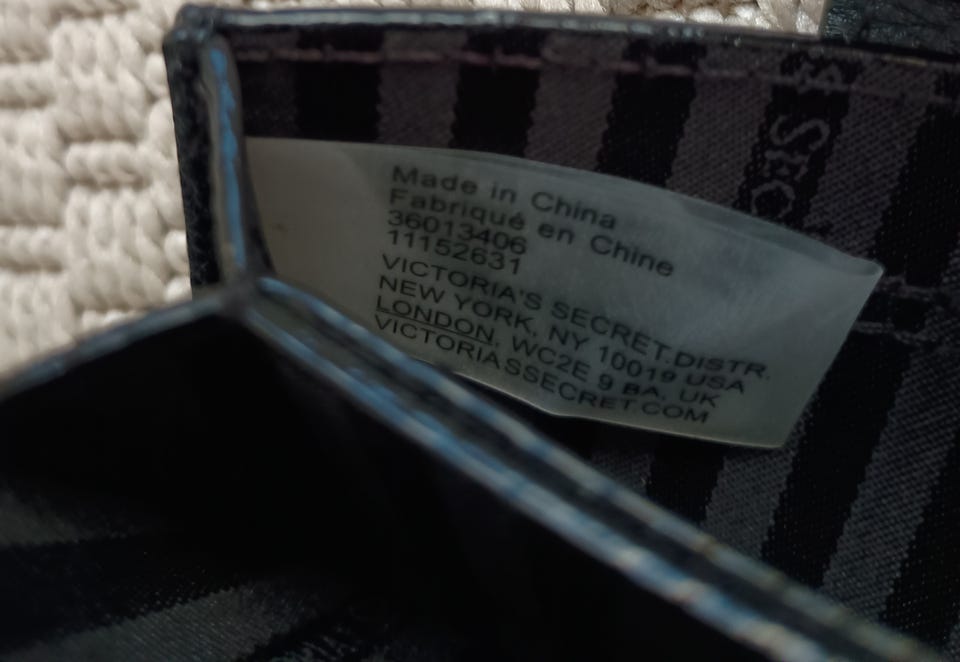 Made in China
Fabriqué en Chine
36013406
11152631
VICTORIA'S SECRET.DISTR.
NEW YORK, NY 10019 USA
LONDON, WC2E 9 BA, UK
VICTORIASSECRET.COM